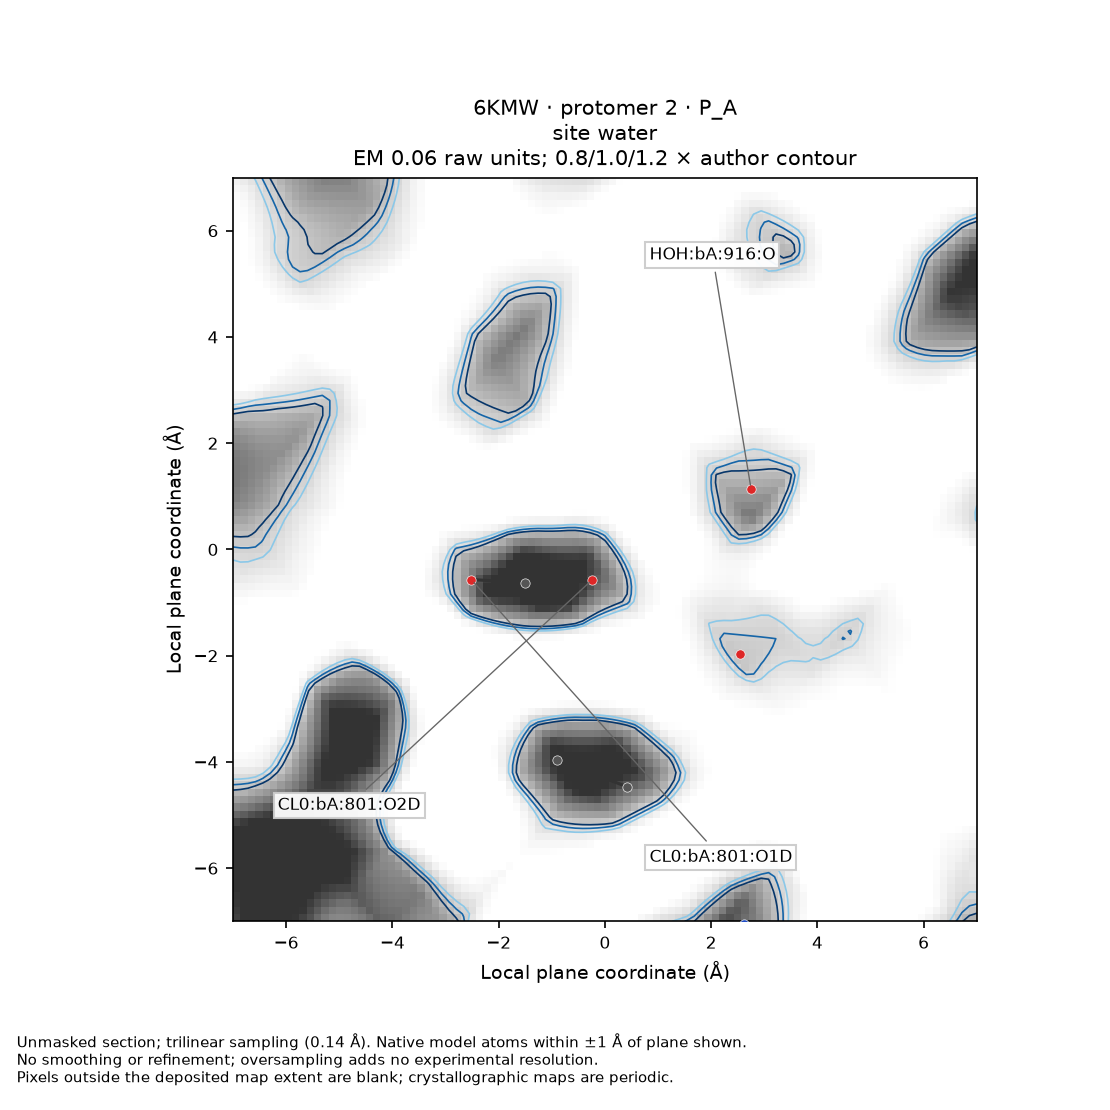 6KMW · protomer 2 · P_A
site water
EM 0.06 raw units; 0.8/1.0/1.2 × author contour
Local plane coordinate (Å)
6
4
2
0
−2
−4
−6
HOH:bA:916:O
CL0:bA:801:O2D
CL0:bA:801:O1D
−6 −4 −2 0 2 4 6
Local plane coordinate (Å)
Unmasked section; trilinear sampling (0.14 Å). Native model atoms within ±1 Å of plane shown.
No smoothing or refinement; oversampling adds no experimental resolution.
Pixels outside the deposited map extent are blank; crystallographic maps are periodic.